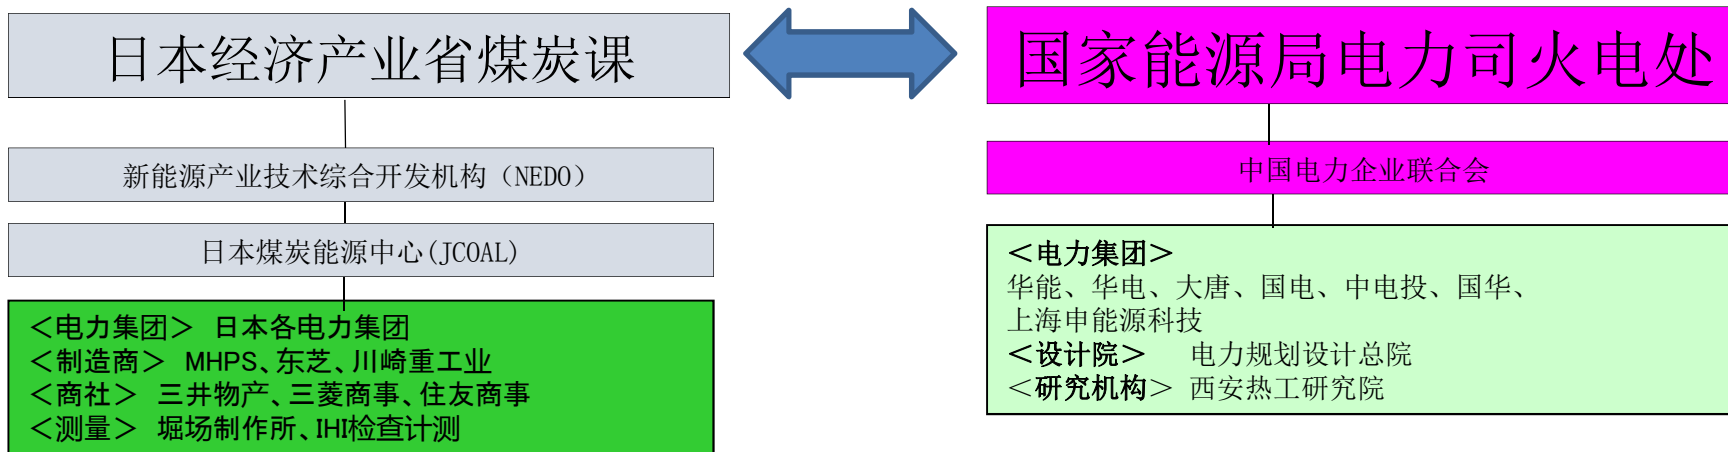 日本经济产业省煤炭课
新能源产业技术综合开发机构（NEDO）
日本煤炭能源中心(JCOAL)
＜电力集团＞ 日本各电力集团
＜制造商＞ MHPS、东芝、川崎重工业
＜商社＞ 三井物产、三菱商事、住友商事
＜测量＞ 堀场制作所、IHI检查计测
国家能源局电力司火电处
中国电力企业联合会
＜电力集团＞
华能、华电、大唐、国电、中电投、国华、
上海申能源科技
＜设计院＞ 电力规划设计总院
＜研究机构＞ 西安热工研究院